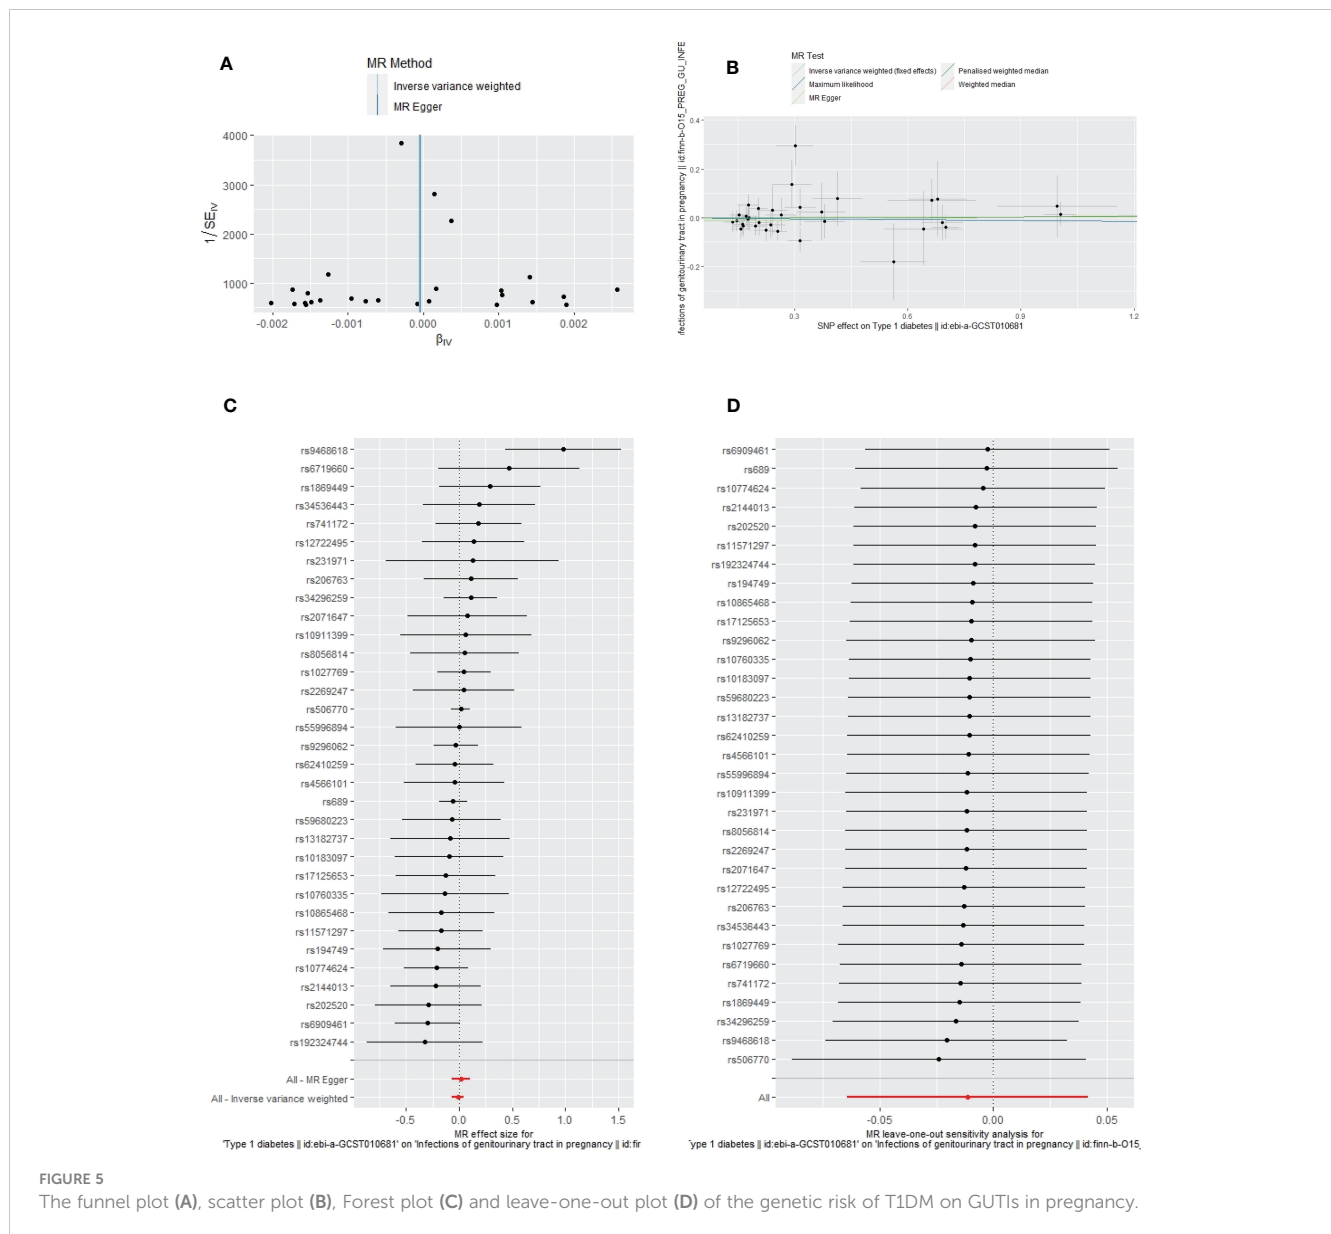 A
MR Method
Inverse variance weighted
MR Egger
4000
3000
2000
1000
1/SE_IV
-0.002
-0.001
0.000
0.001
0.002
β_IV
B
MR Test
Inverse variance weighted (fixed effects)
Penalised weighted median
Maximum likelihood
Weighted median
MR Egger
fections of genitourinary tract in pregnancy || id:finn-b-O15_PREG_GU_INFE
0.4
0.2
0.0
-0.2
0.3
0.6
0.9
1.2
SNP effect on Type 1 diabetes || id:ebi-a-GCST010681
C
rs9468618
rs6719660
rs1869449
rs34536443
rs741172
rs12722495
rs231971
rs206763
rs34296259
rs2071647
rs10911399
rs8056814
rs1027769
rs2269247
rs506770
rs55996894
rs9296062
rs62410259
rs4566101
rs689
rs59680223
rs13182737
rs10183097
rs17125653
rs10760335
rs10865468
rs11571297
rs194749
rs10774624
rs2144013
rs202520
rs6909461
rs192324744
All - MR Egger
All - Inverse variance weighted
-0.5
0.0
0.5
1.0
1.5
MR effect size for
'Type 1 diabetes || id:ebi-a-GCST010681' on 'Infections of genitourinary tract in pregnancy || id:fir
D
rs6909461
rs689
rs10774624
rs2144013
rs202520
rs11571297
rs192324744
rs194749
rs10865468
rs17125653
rs9296062
rs10760335
rs10183097
rs59680223
rs13182737
rs62410259
rs4566101
rs55996894
rs10911399
rs231971
rs8056814
rs2269247
rs2071647
rs12722495
rs206763
rs34536443
rs1027769
rs6719660
rs741172
rs1869449
rs34296259
rs9468618
rs506770
All
-0.05
0.00
0.05
MR leave-one-out sensitivity analysis for
Type 1 diabetes || id:ebi-a-GCST010681' on 'Infections of genitourinary tract in pregnancy || id:finn-b-O15_
FIGURE 5
The funnel plot (A), scatter plot (B), Forest plot (C) and leave-one-out plot (D) of the genetic risk of T1DM on GUTIs in pregnancy.